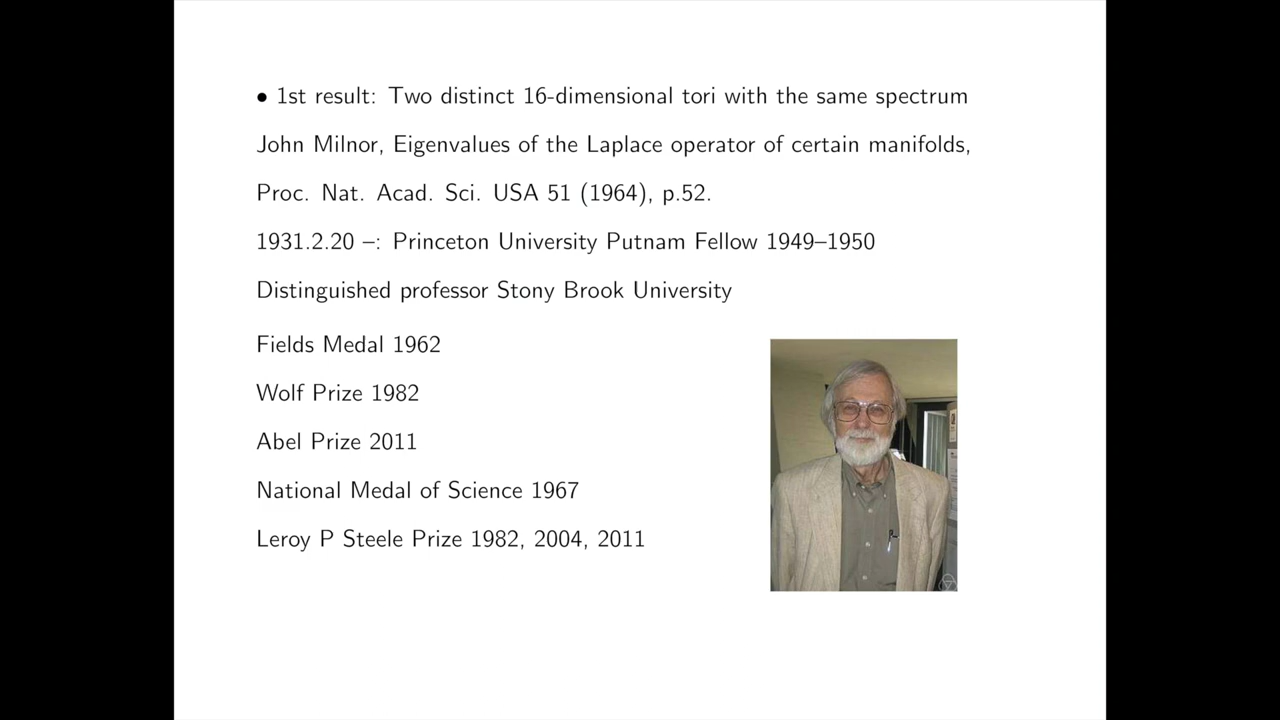 • 1st result: Two distinct 16-dimensional tori with the same spectrum
John Milnor, Eigenvalues of the Laplace operator of certain manifolds,
Proc. Nat. Acad. Sci. USA 51 (1964), p.52.
1931.2.20 –: Princeton University Putnam Fellow 1949–1950
Distinguished professor Stony Brook University
Fields Medal 1962
Wolf Prize 1982
Abel Prize 2011
National Medal of Science 1967
Leroy P Steele Prize 1982, 2004, 2011